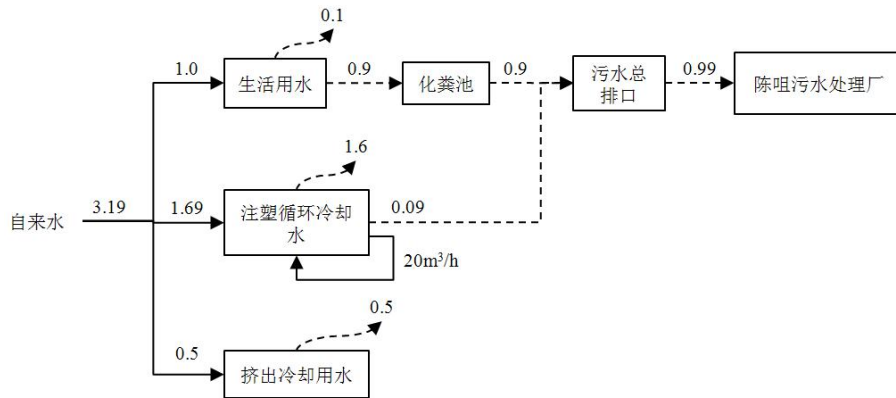 0.1
1.0
生活用水
0.9
化粪池
0.9
污水总
排口
0.99
陈咀污水处理厂
1.6
自来水
3.19
1.69
注塑循环冷却
水
0.09
20m³/h
0.5
0.5
挤出冷却用水